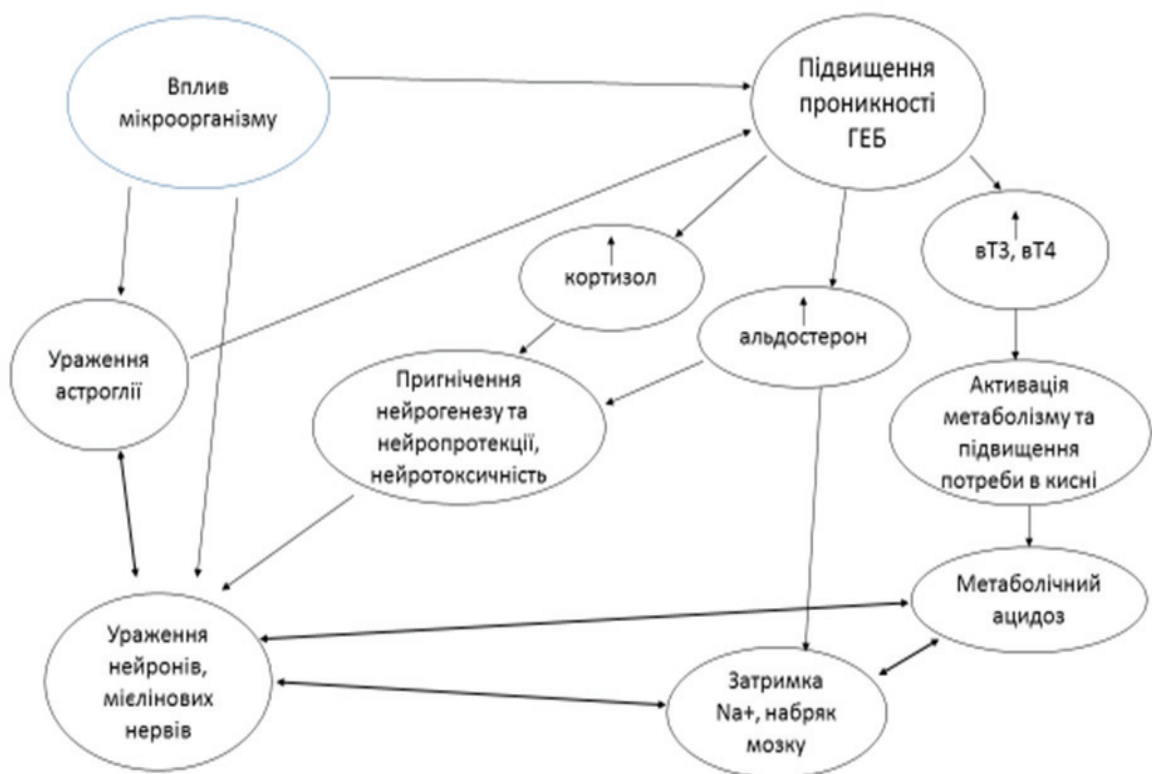 Вплив
мікроорганізму
Підвищення
проникності
ГЕБ
кортизол
альдостерон
вТ3, вТ4
Ураження
астроглії
Пригнічення
нейрогенезу та
нейропротекції,
нейротоксичність
Активація
метаболізму та
підвищення
потреби в кисні
Метаболічний
ацидоз
Ураження
нейронів,
мієлінових
нервів
Затримка
Na+, набряк
мозку